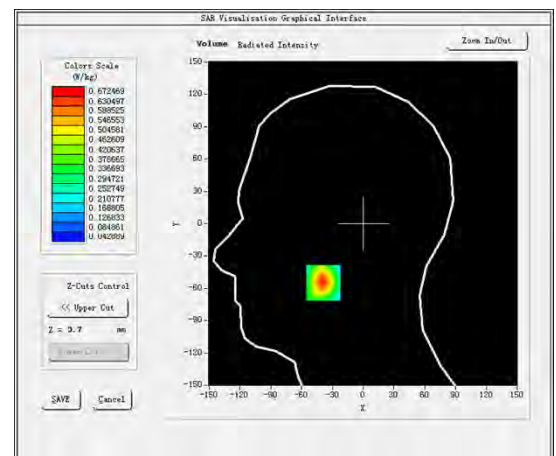 SAR Visualisation Graphical Interface
Volume Radiated Intensity
Zoom In/Out
Colors Scale
(W/kg)
0.672469
0.630497
0.588525
0.546553
0.504581
0.462609
0.420637
0.378665
0.336693
0.294721
0.252749
0.210777
0.168805
0.126833
0.084861
0.042889
Z-Cuts Control
<< Upper Cut
Z = 3.7 mm
SAVE
Cancel
150
120
90
60
30
Y
0
-30
-60
-90
-120
-150
-150 -120 -90 -60 -30 0 30 60 90 120 150
X